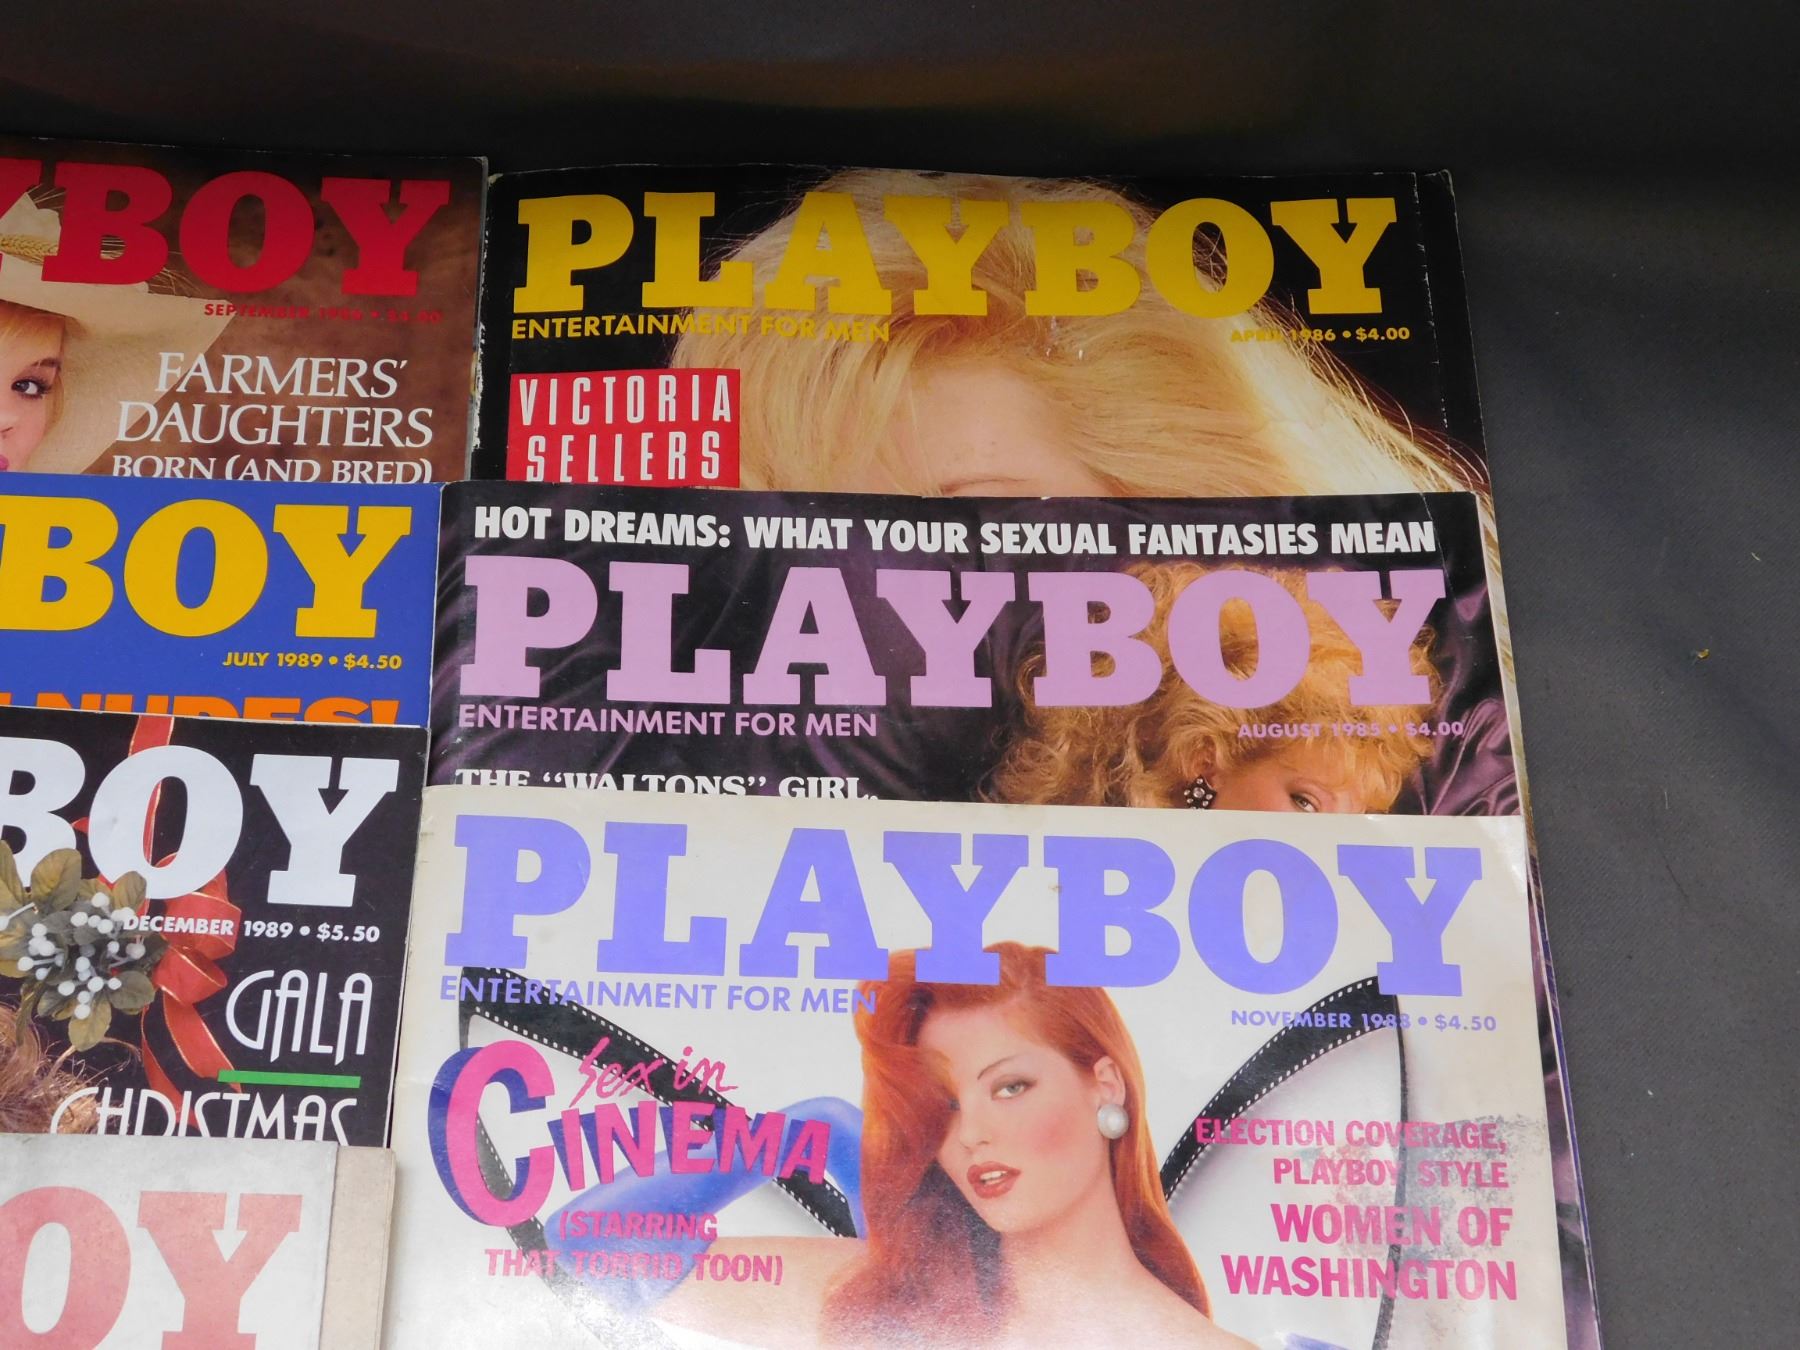 BOY
SEPTEMBER 1986 • $4.00
FARMERS'
DAUGHTERS
BORN (AND BRED)
BOY
JULY 1989 • $4.50
NUDES!
BOY
DECEMBER 1989 • $5.50
GALA
CHRISTMAS
OY
PLAYBOY
ENTERTAINMENT FOR MEN
APRIL 1986 • $4.00
VICTORIA
SELLERS
HOT DREAMS: WHAT YOUR SEXUAL FANTASIES MEAN
PLAYBOY
ENTERTAINMENT FOR MEN
AUGUST 1985 • $4.00
THE "WALTONS" GIRL,
PLAYBOY
ENTERTAINMENT FOR MEN
NOVEMBER 1988 • $4.50
Sex in
CINEMA
(STARRING
THAT TORRID TOON)
ELECTION COVERAGE,
PLAYBOY STYLE
WOMEN OF
WASHINGTON